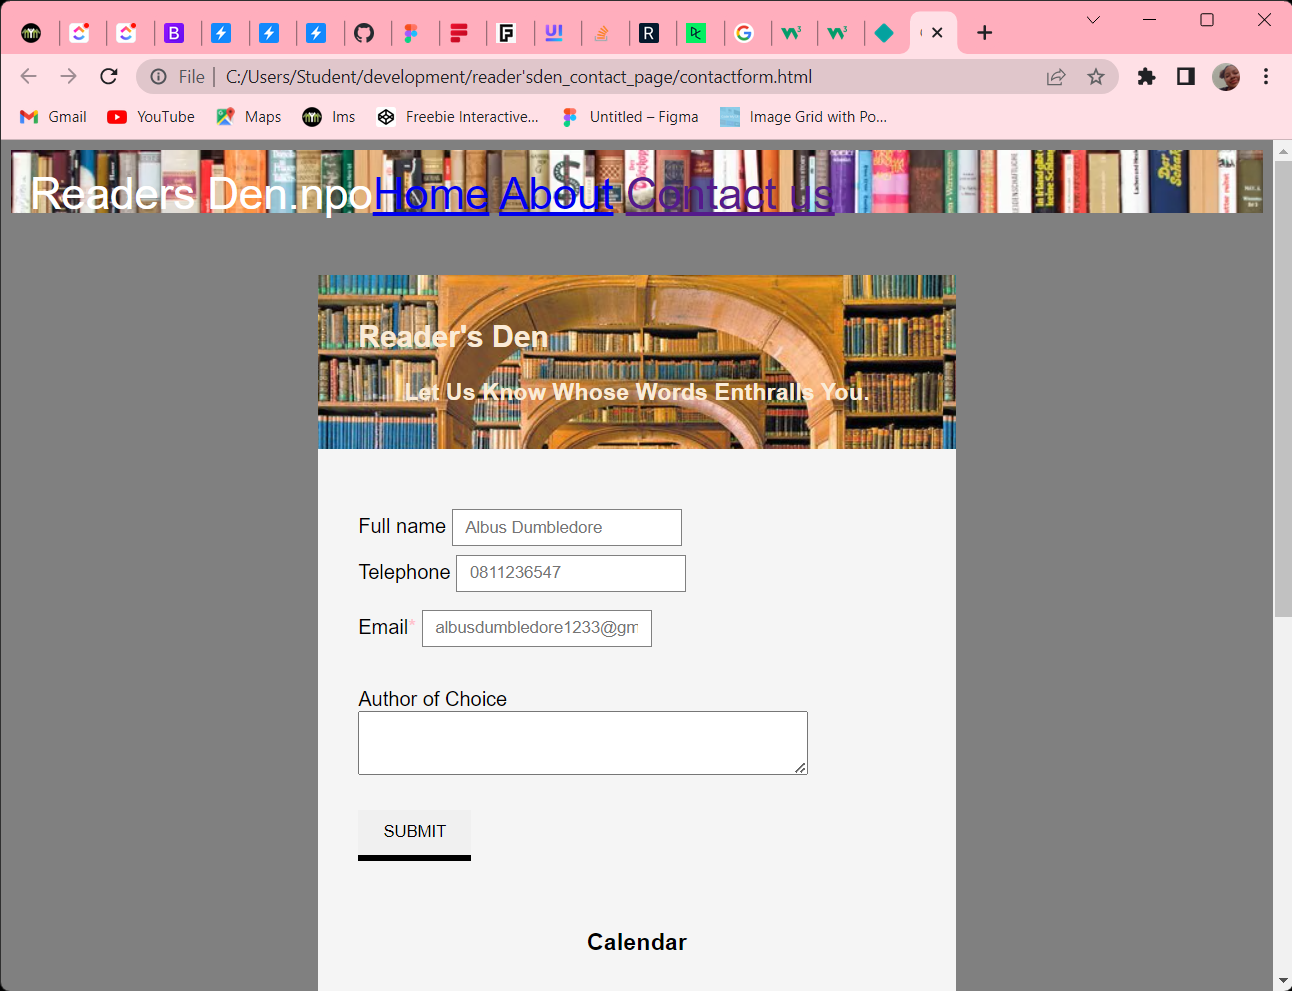 File | C:/Users/Student/development/reader'sden_contact_page/contactform.html
Gmail YouTube Maps lms Freebie Interactive... Untitled – Figma Image Grid with Po...
Readers Den.npo Home About Contact us
Reader's Den
Let Us Know Whose Words Enthralls You.
Full name Albus Dumbledore
Telephone 0811236547
Email* albusdumbledore1233@gm
Author of Choice
SUBMIT
Calendar